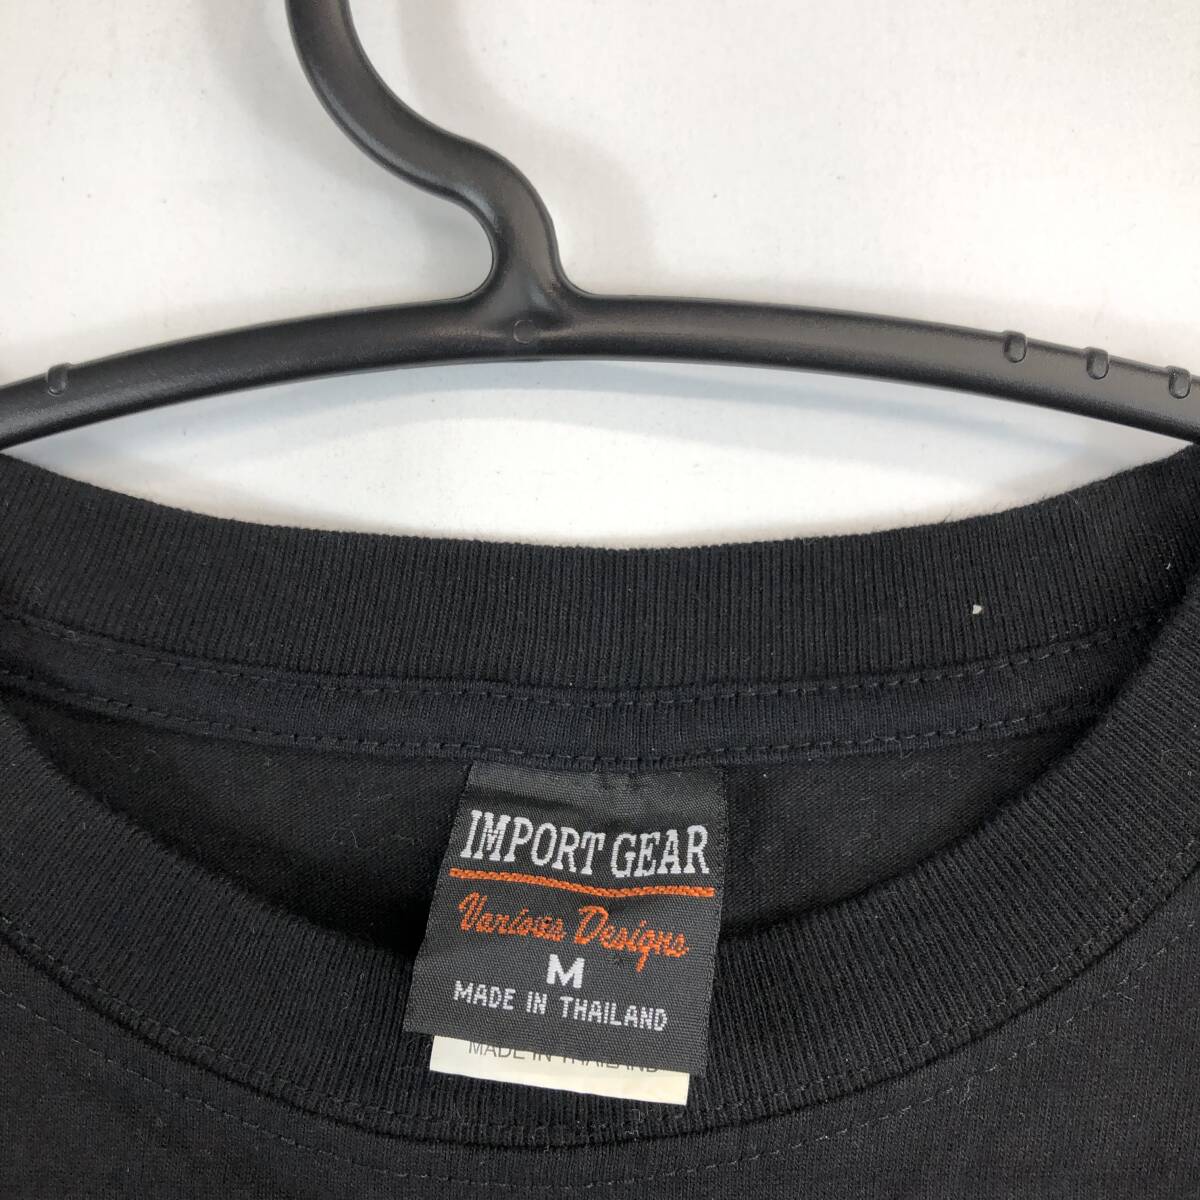 IMPORT GEAR
Various Designs
M
MADE IN THAILAND
MADE IN THAILAND